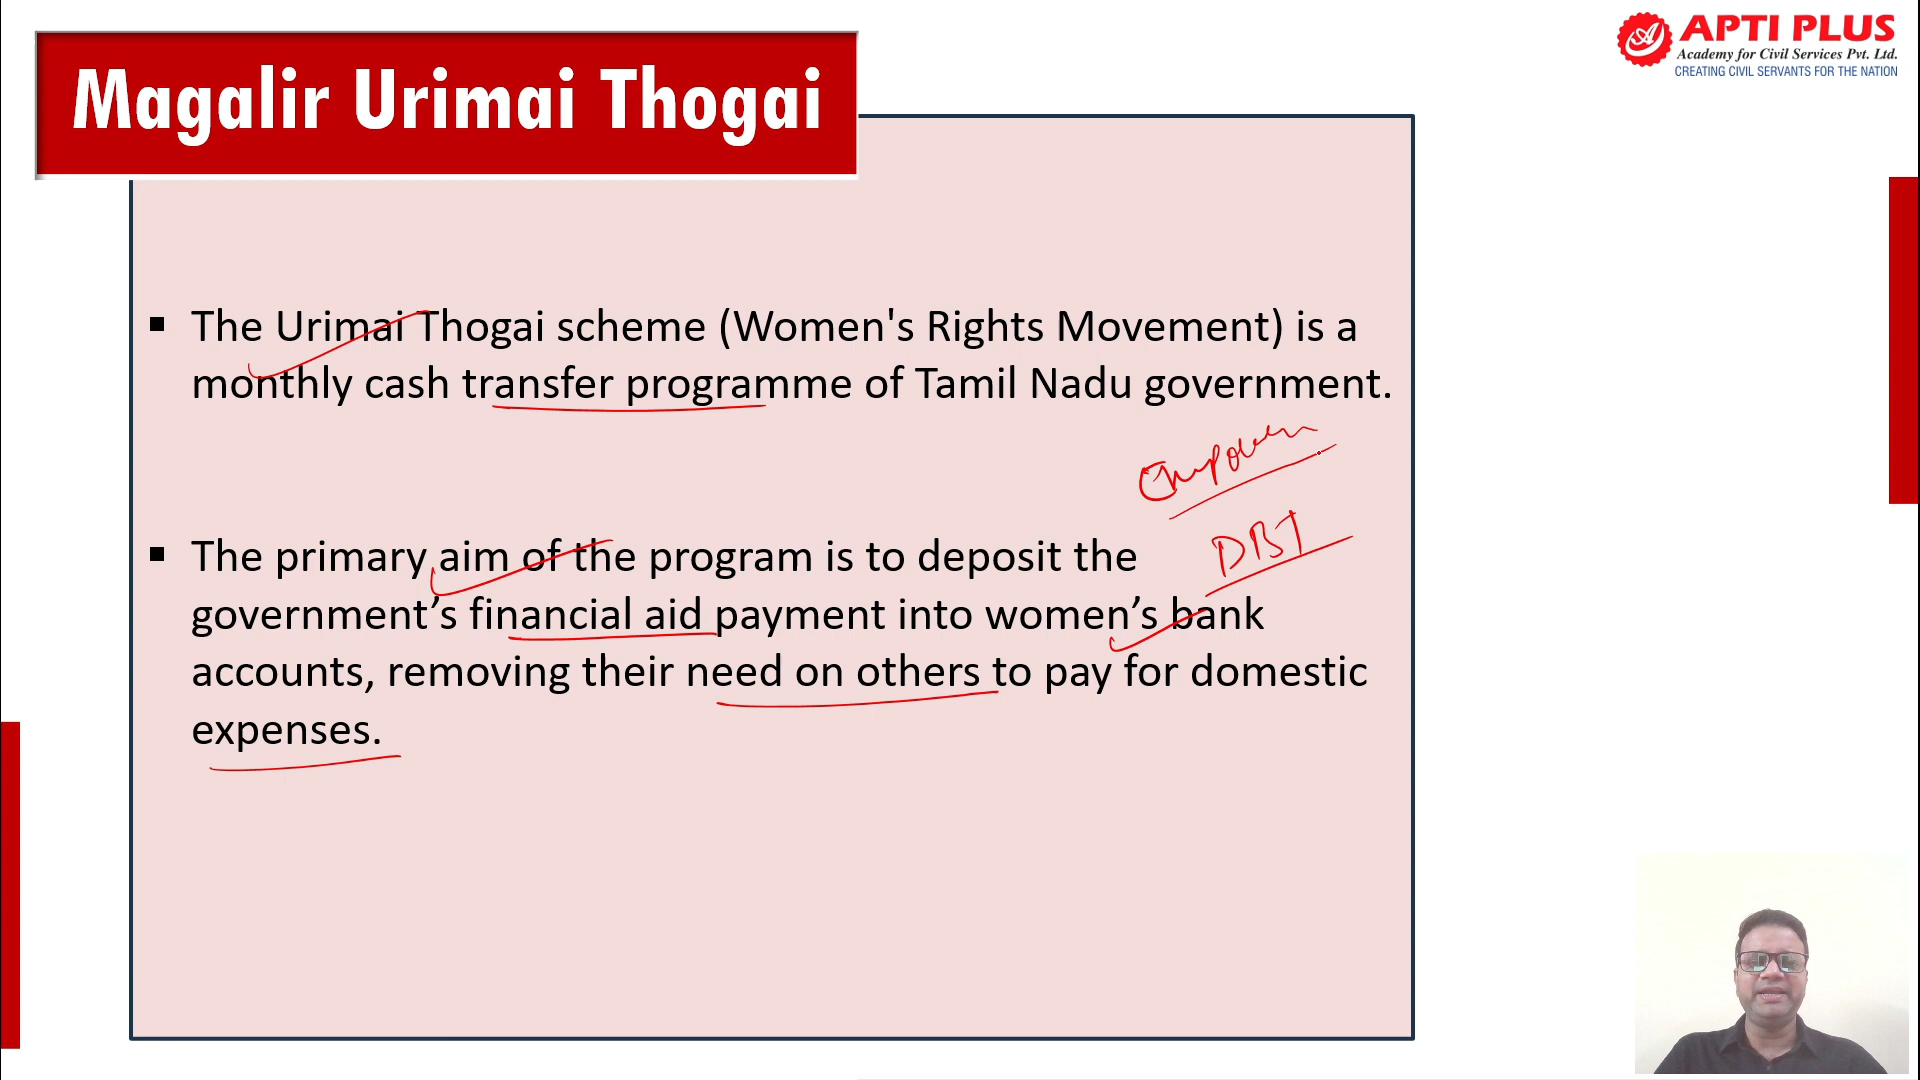 APTI PLUS
Academy for Civil Services Pvt. Ltd.
CREATING CIVIL SERVANTS FOR THE NATION
Magalir Urimai Thogai
▪ The Urimai Thogai scheme (Women's Rights Movement) is a
monthly cash transfer programme of Tamil Nadu government.
Empower
DBT
▪ The primary aim of the program is to deposit the
government’s financial aid payment into women’s bank
accounts, removing their need on others to pay for domestic
expenses.